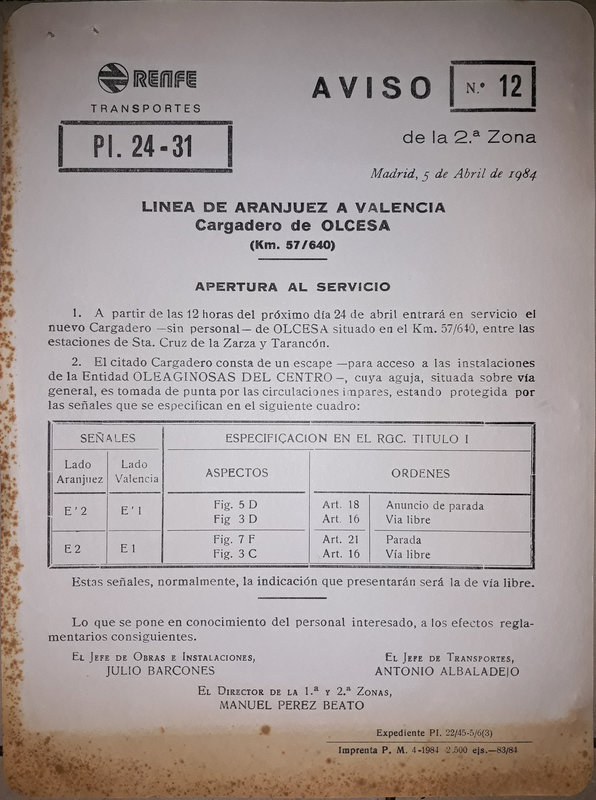 RENFE
TRANSPORTES
PI. 24-31
AVISO N.º 12
de la 2.ª Zona
Madrid, 5 de Abril de 1984
LINEA DE ARANJUEZ A VALENCIA
Cargadero de OLCESA
(Km. 57/640)
APERTURA AL SERVICIO
1. A partir de las 12 horas del próximo día 24 de abril entrará en servicio el
nuevo Cargadero —sin personal— de OLCESA situado en el Km. 57/640, entre las
estaciones de Sta. Cruz de la Zarza y Tarancón.
2. El citado Cargadero consta de un escape —para acceso a las instalaciones
de la Entidad OLEAGINOSAS DEL CENTRO—, cuya aguja, situada sobre vía
general, es tomada de punta por las circulaciones impares, estando protegida por
las señales que se especifican en el siguiente cuadro:
SEÑALES ESPECIFICACION EN EL RGC. TITULO I
Lado Aranjuez Lado Valencia ASPECTOS ORDENES
E'2 E'1 Fig. 5 D Art. 18 Anuncio de parada
Fig. 3 D Art. 16 Via libre
E2 E1 Fig. 7 F Art. 21 Parada
Fig. 3 C Art. 16 Vía libre
Estas señales, normalmente, la indicación que presentarán será la de vía libre.
Lo que se pone en conocimiento del personal interesado, a los efectos regla-
mentarios consiguientes.
EL JEFE DE OBRAS E INSTALACIONES, EL JEFE DE TRANSPORTES,
JULIO BARCONES ANTONIO ALBALADEJO
EL DIRECTOR DE LA 1.ª Y 2.ª ZONAS,
MANUEL PEREZ BEATO
Expediente PI. 22/45-5/6(3)
Imprenta P. M. 4-1984 2.500 ejs.—83/84